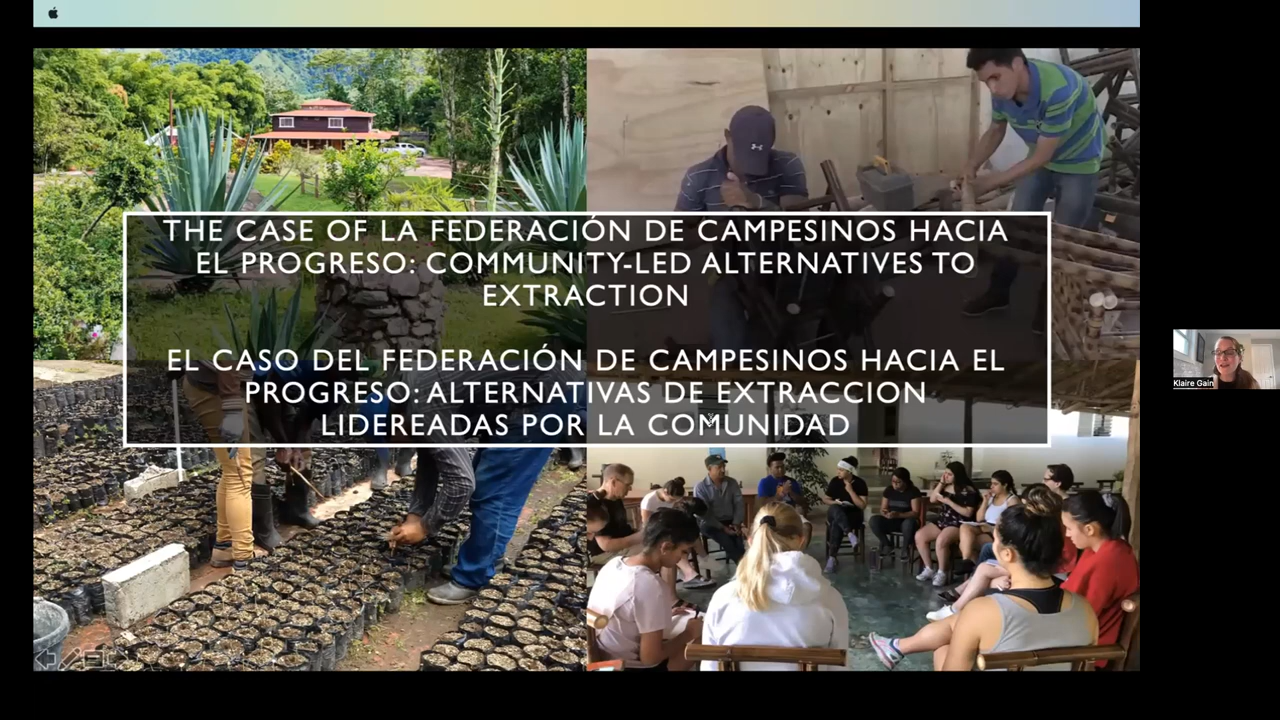 THE CASE OF LA FEDERACIÓN DE CAMPESINOS HACIA
EL PROGRESO: COMMUNITY-LED ALTERNATIVES TO
EXTRACTION
EL CASO DEL FEDERACIÓN DE CAMPESINOS HACIA EL
PROGRESO: ALTERNATIVAS DE EXTRACCION
LIDEREADAS POR LA COMUNIDAD
Klaire Gain